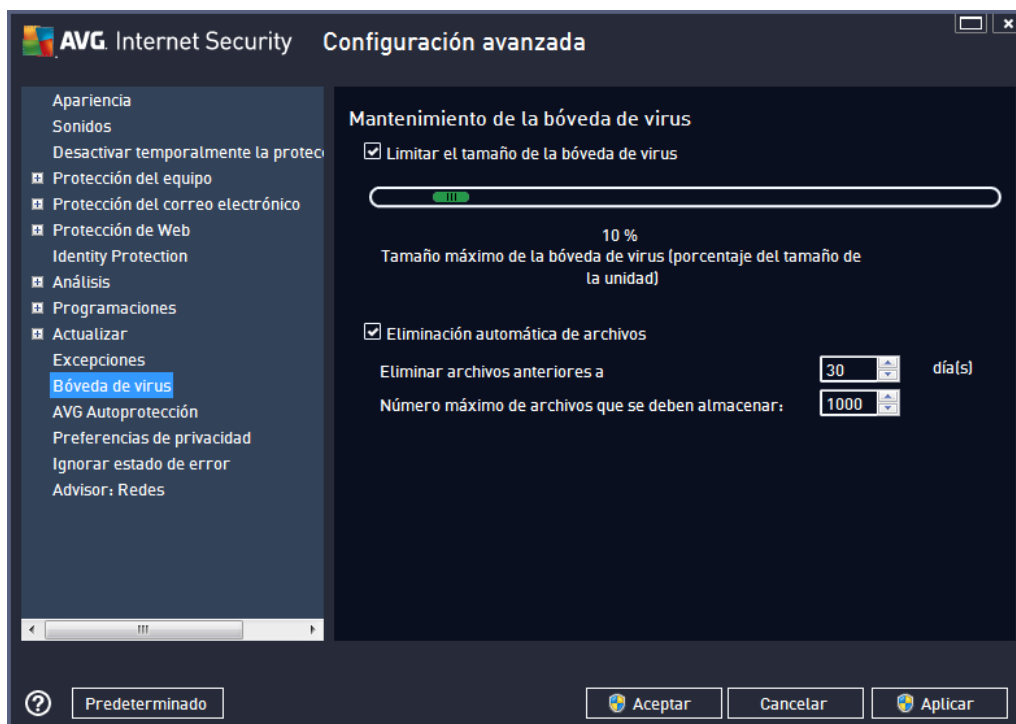 AVG. Internet Security Configuración avanzada
Apariencia
Sonidos
Desactivar temporalmente la protec
Protección del equipo
Protección del correo electrónico
Protección de Web
Identity Protection
Análisis
Programaciones
Actualizar
Excepciones
Bóveda de virus
AVG Autoprotección
Preferencias de privacidad
Ignorar estado de error
Advisor: Redes
Mantenimiento de la bóveda de virus
Limitar el tamaño de la bóveda de virus
10 %
Tamaño máximo de la bóveda de virus (porcentaje del tamaño de
la unidad)
Eliminación automática de archivos
Eliminar archivos anteriores a 30 día(s)
Número máximo de archivos que se deben almacenar: 1000
? Predeterminado Aceptar Cancelar Aplicar